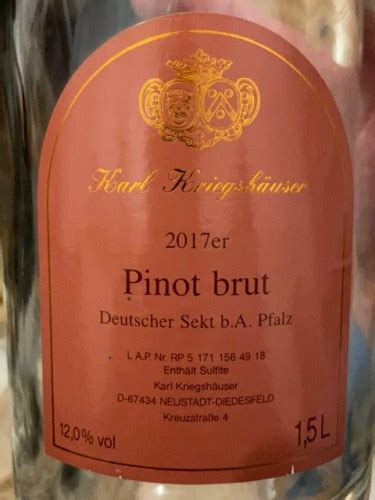 Karl Kriegshäuser
2017er
Pinot brut
Deutscher Sekt b.A. Pfalz
L A.P. Nr. RP 5 171 156 49 18
Enthält Sulfite
Karl Kriegshäuser
D-67434 NEUSTADT-DIEDESFELD
Kreuzstraße 4
12,0% vol
1,5L